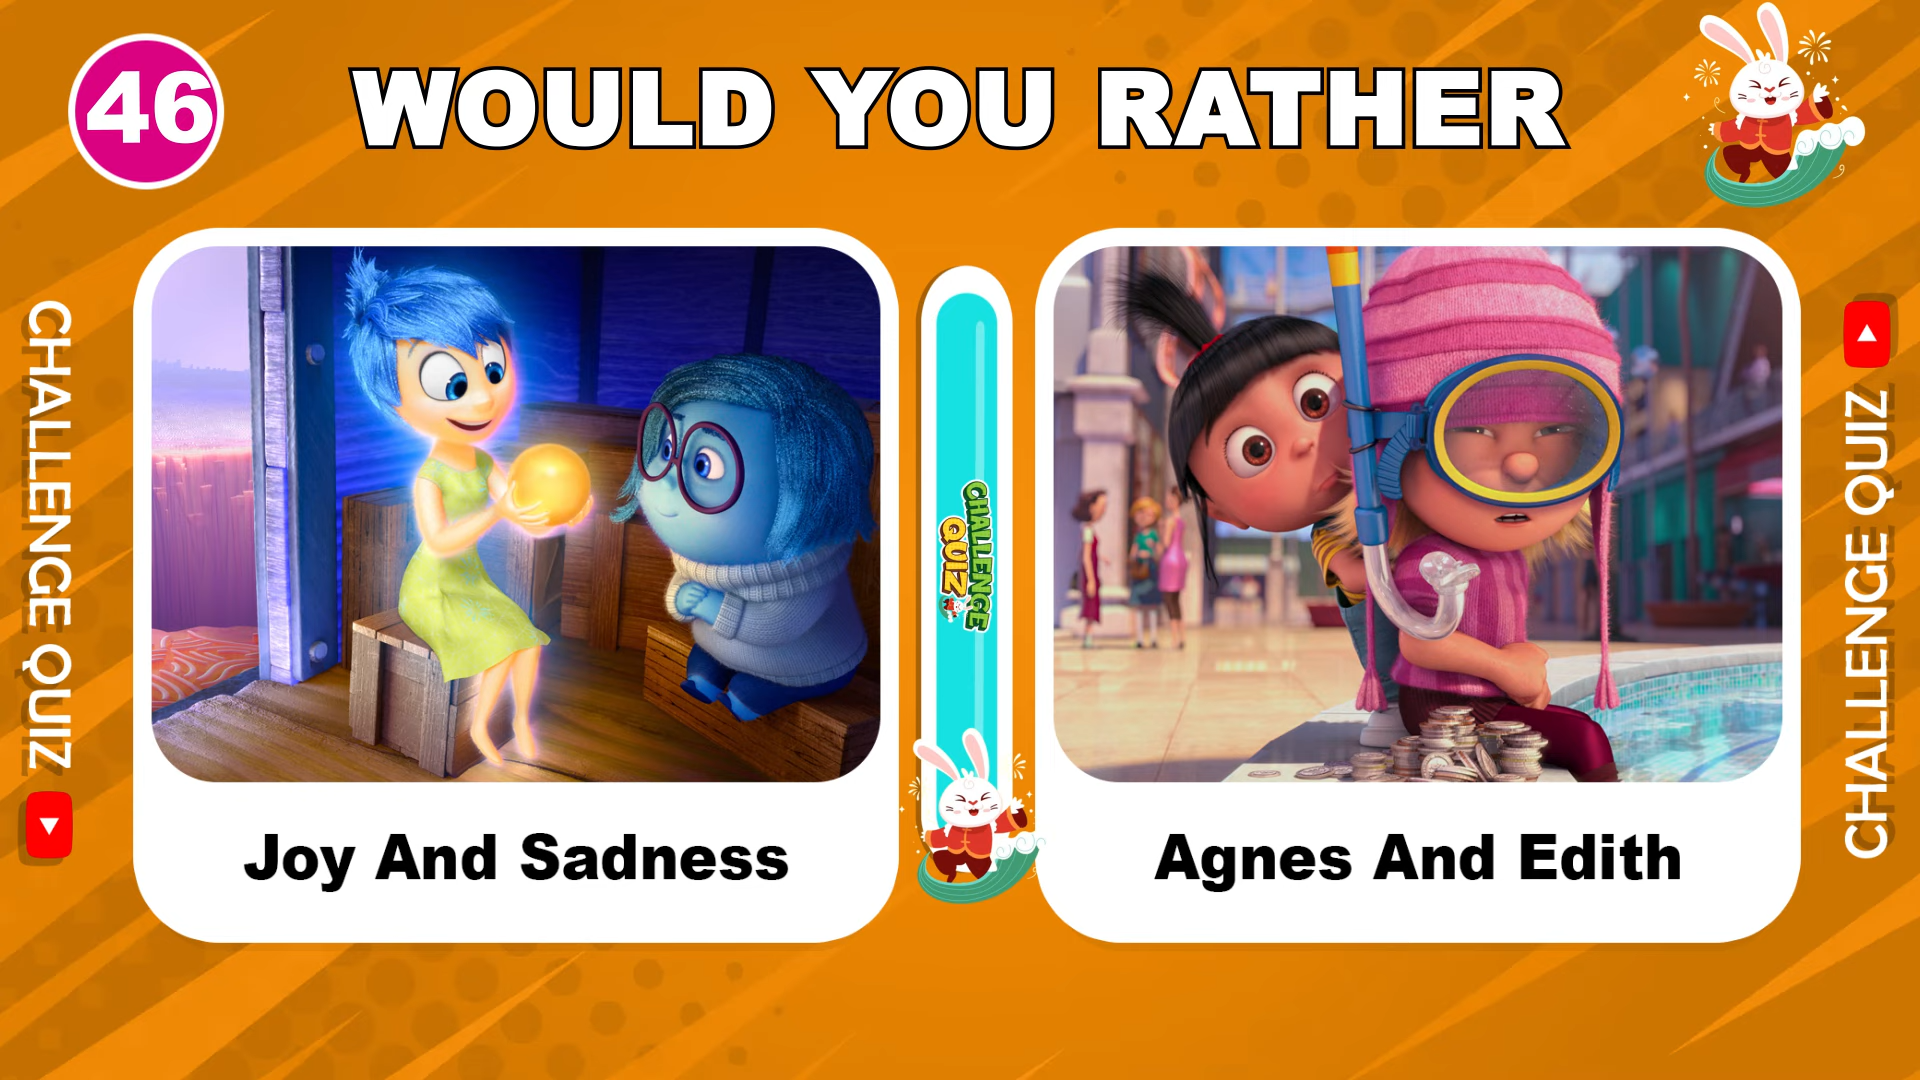 46
WOULD YOU RATHER
CHALLENGE QUIZ
CHALLENGE
QUIZ
CHALLENGE QUIZ
Joy And Sadness
Agnes And Edith